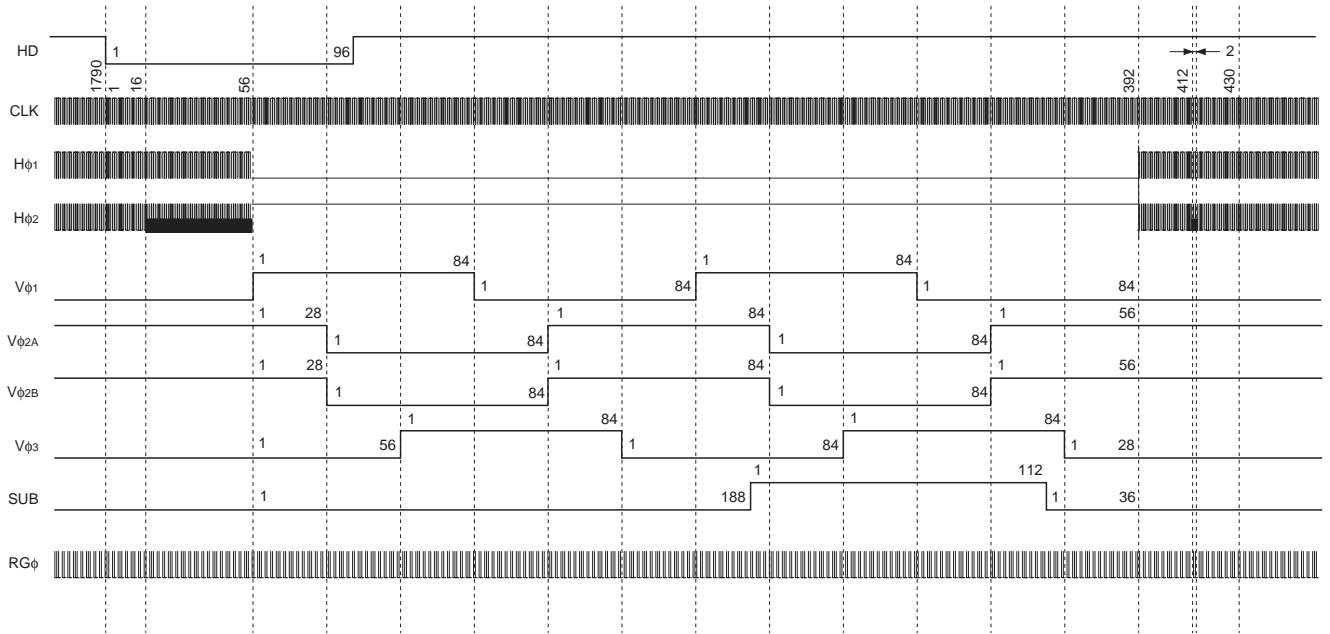 HD 1 96 2
1790 1 16 56 392 412 430
CLK
Hϕ1
Hϕ2
1 84 1 84
Vϕ1 1 84 1 84
1 28 1 84 1 56
Vϕ2A 1 84 1 84
1 28 1 84 1 56
Vϕ2B 1 84 1 84
1 84 1 84
Vϕ3 1 56 1 84 1 28
1 112
SUB 1 188 1 36
RGϕ